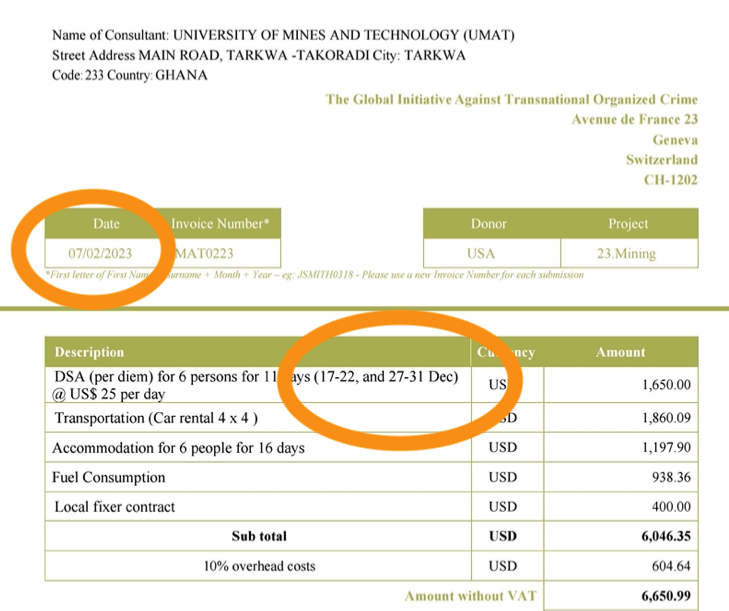 Name of Consultant: UNIVERSITY OF MINES AND TECHNOLOGY (UMAT)
Street Address MAIN ROAD, TARKWA -TAKORADI City: TARKWA
Code: 233 Country: GHANA
The Global Initiative Against Transnational Organized Crime
Avenue de France 23
Geneva
Switzerland
CH-1202
Date Invoice Number* Donor Project
07/02/2023 MAT0223 USA 23.Mining
*First letter of First Nam urname + Month + Year – eg: JSMITH0318 - Please use a new Invoice Number for each submission
Description Cu ncy Amount
DSA (per diem) for 6 persons for 11 ays (17-22, and 27-31 Dec) US 1,650.00
@ US$ 25 per day
Transportation (Car rental 4 x 4 ) SD 1,860.09
Accommodation for 6 people for 16 days USD 1,197.90
Fuel Consumption USD 938.36
Local fixer contract USD 400.00
Sub total USD 6,046.35
10% overhead costs USD 604.64
Amount without VAT 6,650.99